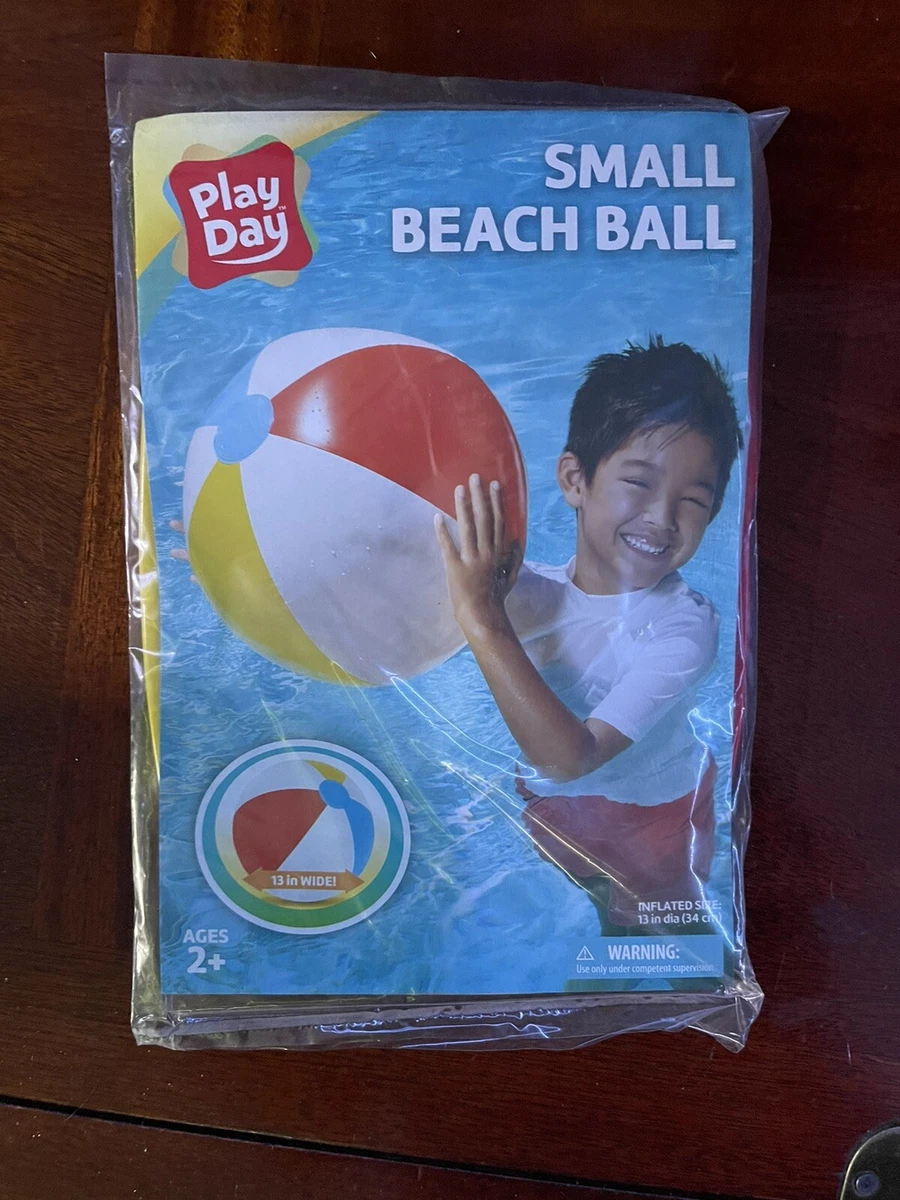 Play
Day™
SMALL
BEACH BALL
13 in WIDE!
AGES
2+
INFLATED SIZE:
13 in dia (34 cm)
⚠ WARNING:
Use only under competent supervision.